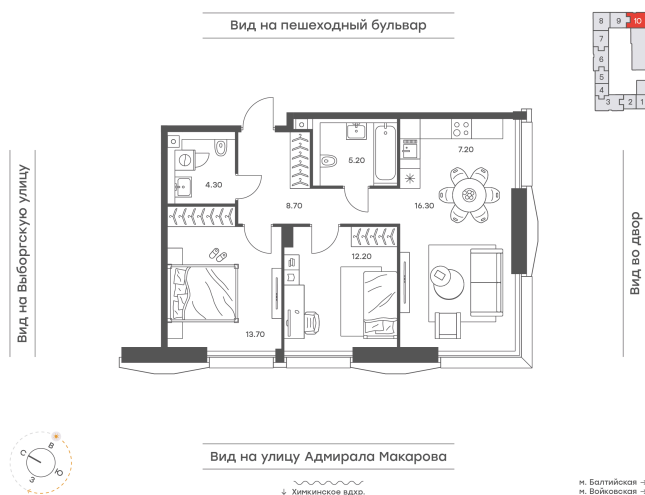 Вид на пешеходный бульвар
8 9 10
7
6
5
4
3 2 1
Вид на Выборгскую улицу
Вид во двор
4.30
5.20
7.20
8.70
16.30
12.20
13.70
Вид на улицу Адмирала Макарова
↓ Химкинское вдхр.
С В Ю З
м. Балтийская →
м. Войковская →